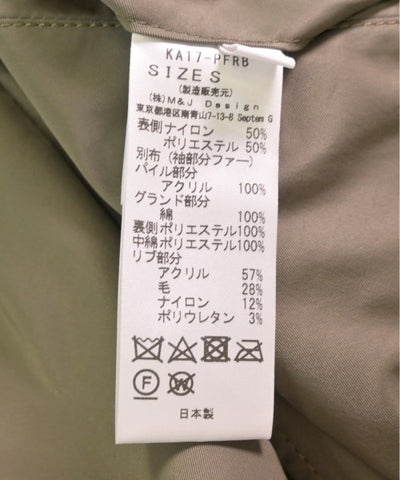 KA17-PFRB
SIZE S
(製造販売元)
(株)M&J Design
東京都港区南青山7-13-8 Septem G
表側ナイロン 50%
ポリエステル 50%
別布(袖部分ファー)
パイル部分
アクリル 100%
グランド部分
綿 100%
裏側ポリエステル100%
中綿ポリエステル100%
リブ部分
アクリル 57%
毛 28%
ナイロン 12%
ポリウレタン 3%
F W
日本製